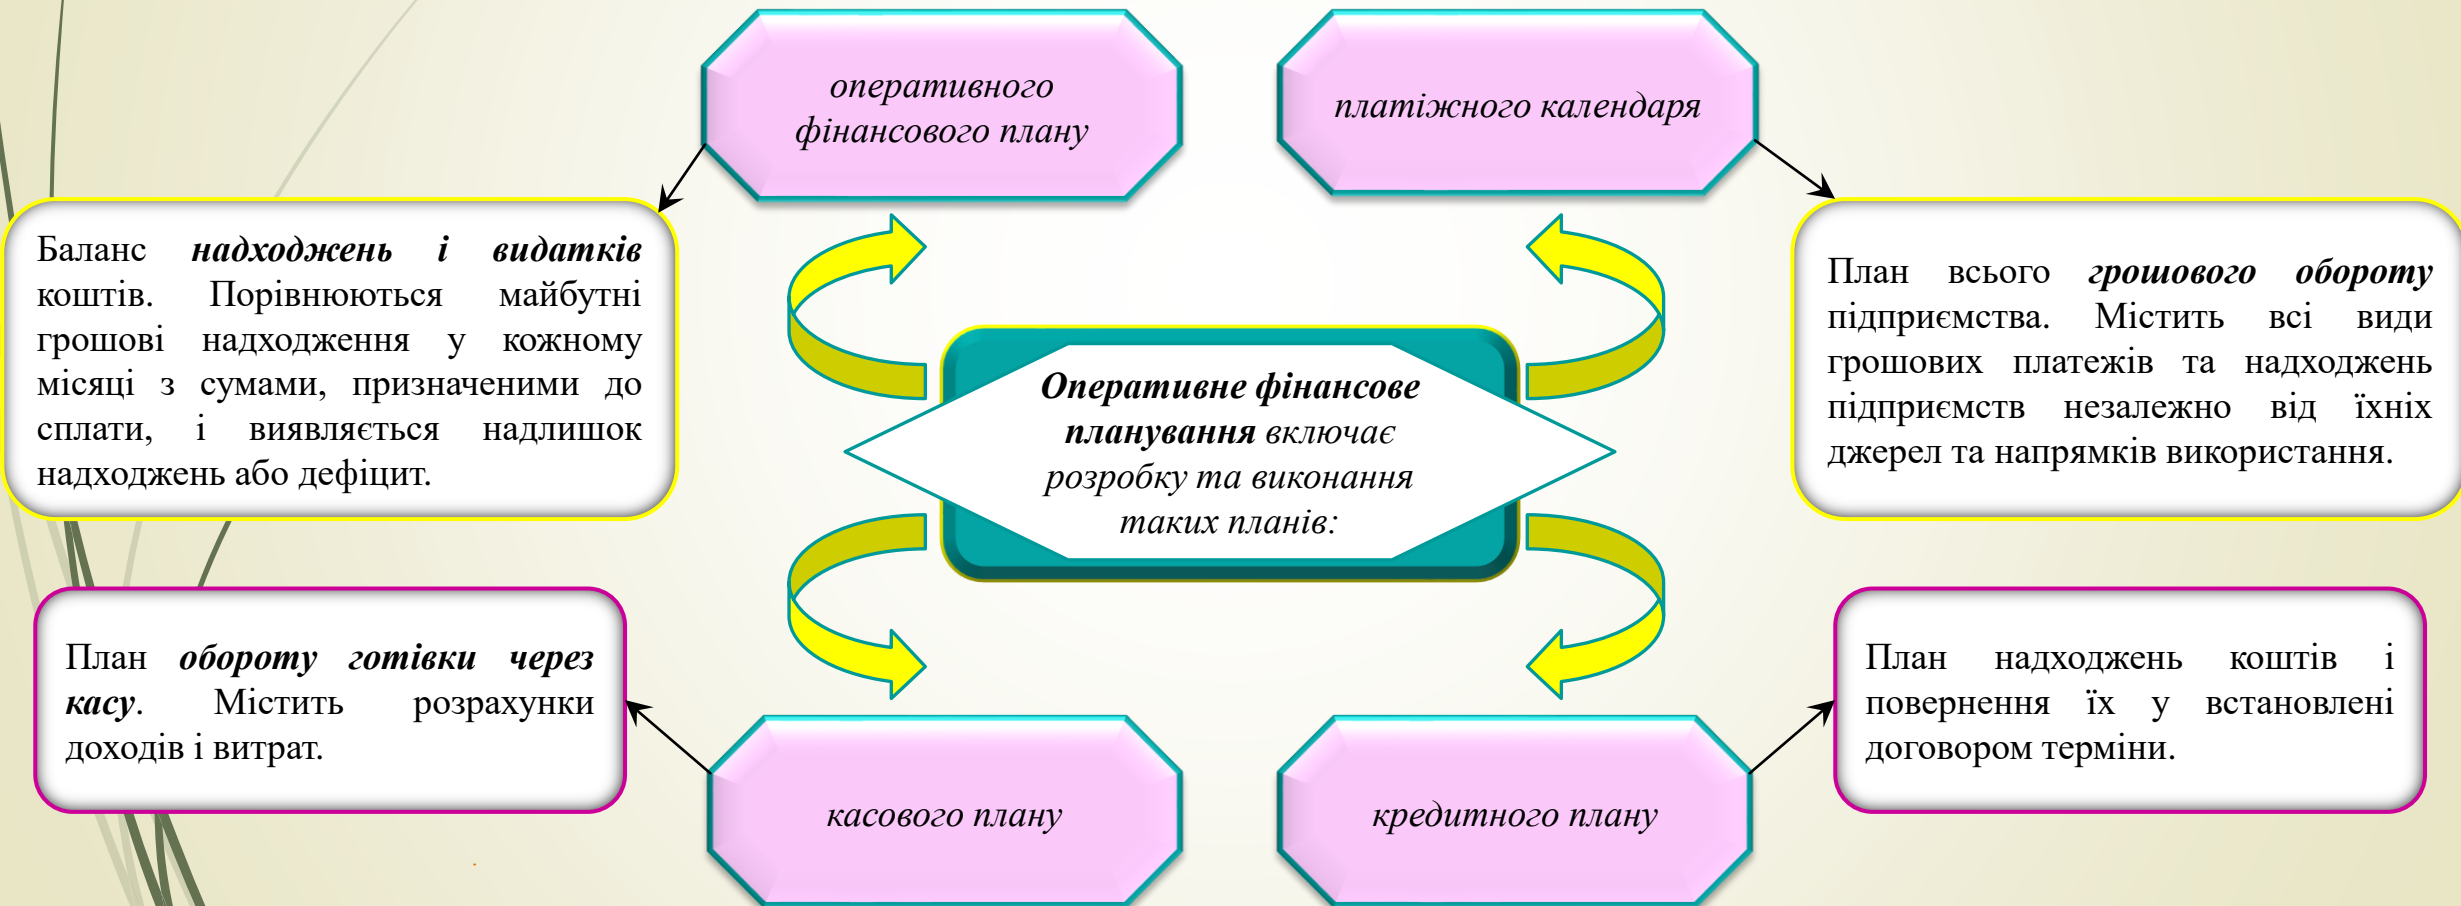 оперативного
фінансового плану
платіжного календаря
Баланс надходжень і видатків
коштів. Порівнюються майбутні
грошові надходження у кожному
місяці з сумами, призначеними до
сплати, і виявляється надлишок
надходжень або дефіцит.
План всього грошового обороту
підприємства. Містить всі види
грошових платежів та надходжень
підприємств незалежно від їхніх
джерел та напрямків використання.
Оперативне фінансове
планування включає
розробку та виконання
таких планів:
План обороту готівки через
касу. Містить розрахунки
доходів і витрат.
План надходжень коштів і
повернення їх у встановлені
договором терміни.
касового плану
кредитного плану